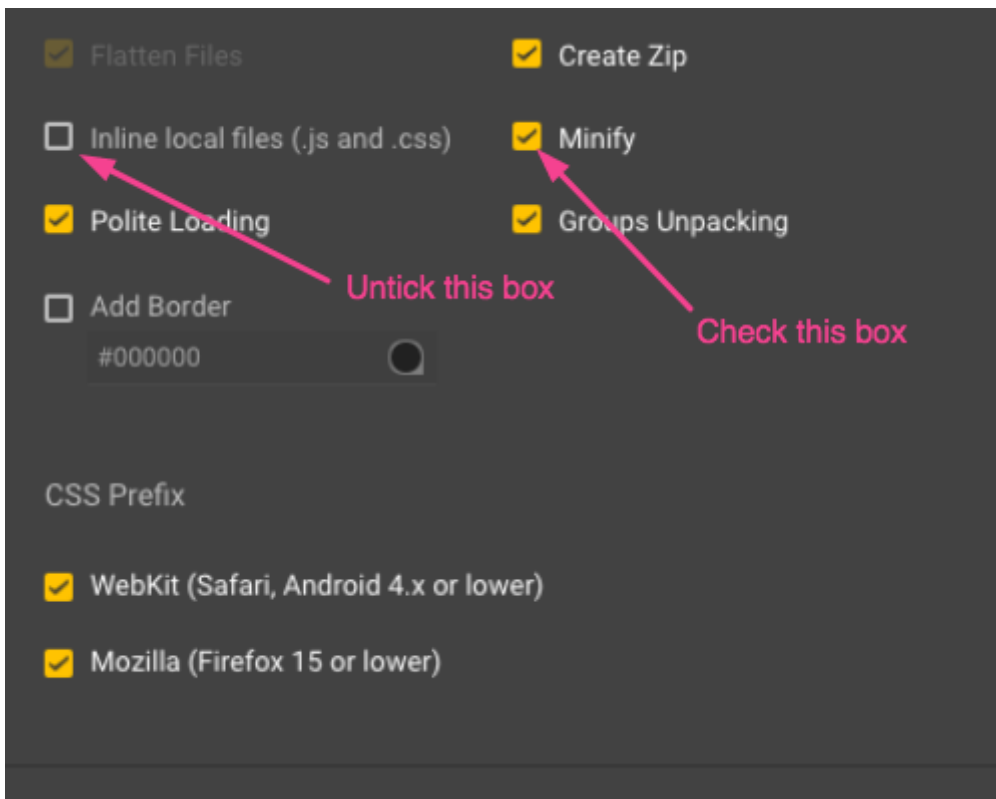 Flatten Files
Create Zip
Inline local files (.js and .css)
Minify
Polite Loading
Groups Unpacking
Untick this box
Add Border
Check this box
#000000
CSS Prefix
WebKit (Safari, Android 4.x or lower)
Mozilla (Firefox 15 or lower)